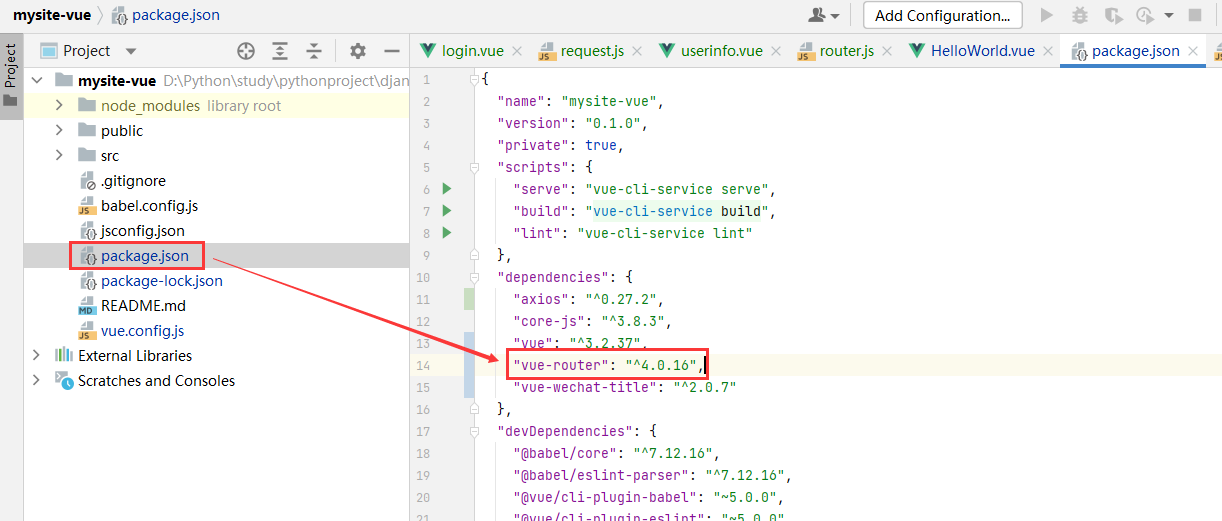 mysite-vue package.json
Add Configuration...
Project
Project
login.vue
request.js
userinfo.vue
router.js
HelloWorld.vue
package.json
mysite-vue D:\Python\study\pythonproject\djan
node_modules library root
public
src
.gitignore
babel.config.js
jsconfig.json
package.json
package-lock.json
README.md
vue.config.js
External Libraries
Scratches and Consoles
1 {
2 "name": "mysite-vue",
3 "version": "0.1.0",
4 "private": true,
5 "scripts": {
6 "serve": "vue-cli-service serve",
7 "build": "vue-cli-service build",
8 "lint": "vue-cli-service lint"
9 },
10 "dependencies": {
11 "axios": "^0.27.2",
12 "core-js": "^3.8.3",
13 "vue": "^3.2.37",
14 "vue-router": "^4.0.16",
15 "vue-wechat-title": "^2.0.7"
16 },
17 "devDependencies": {
18 "@babel/core": "^7.12.16",
19 "@babel/eslint-parser": "^7.12.16",
20 "@vue/cli-plugin-babel": "~5.0.0",
21 "@vue/cli-plugin-eslint": "~5.0.0"